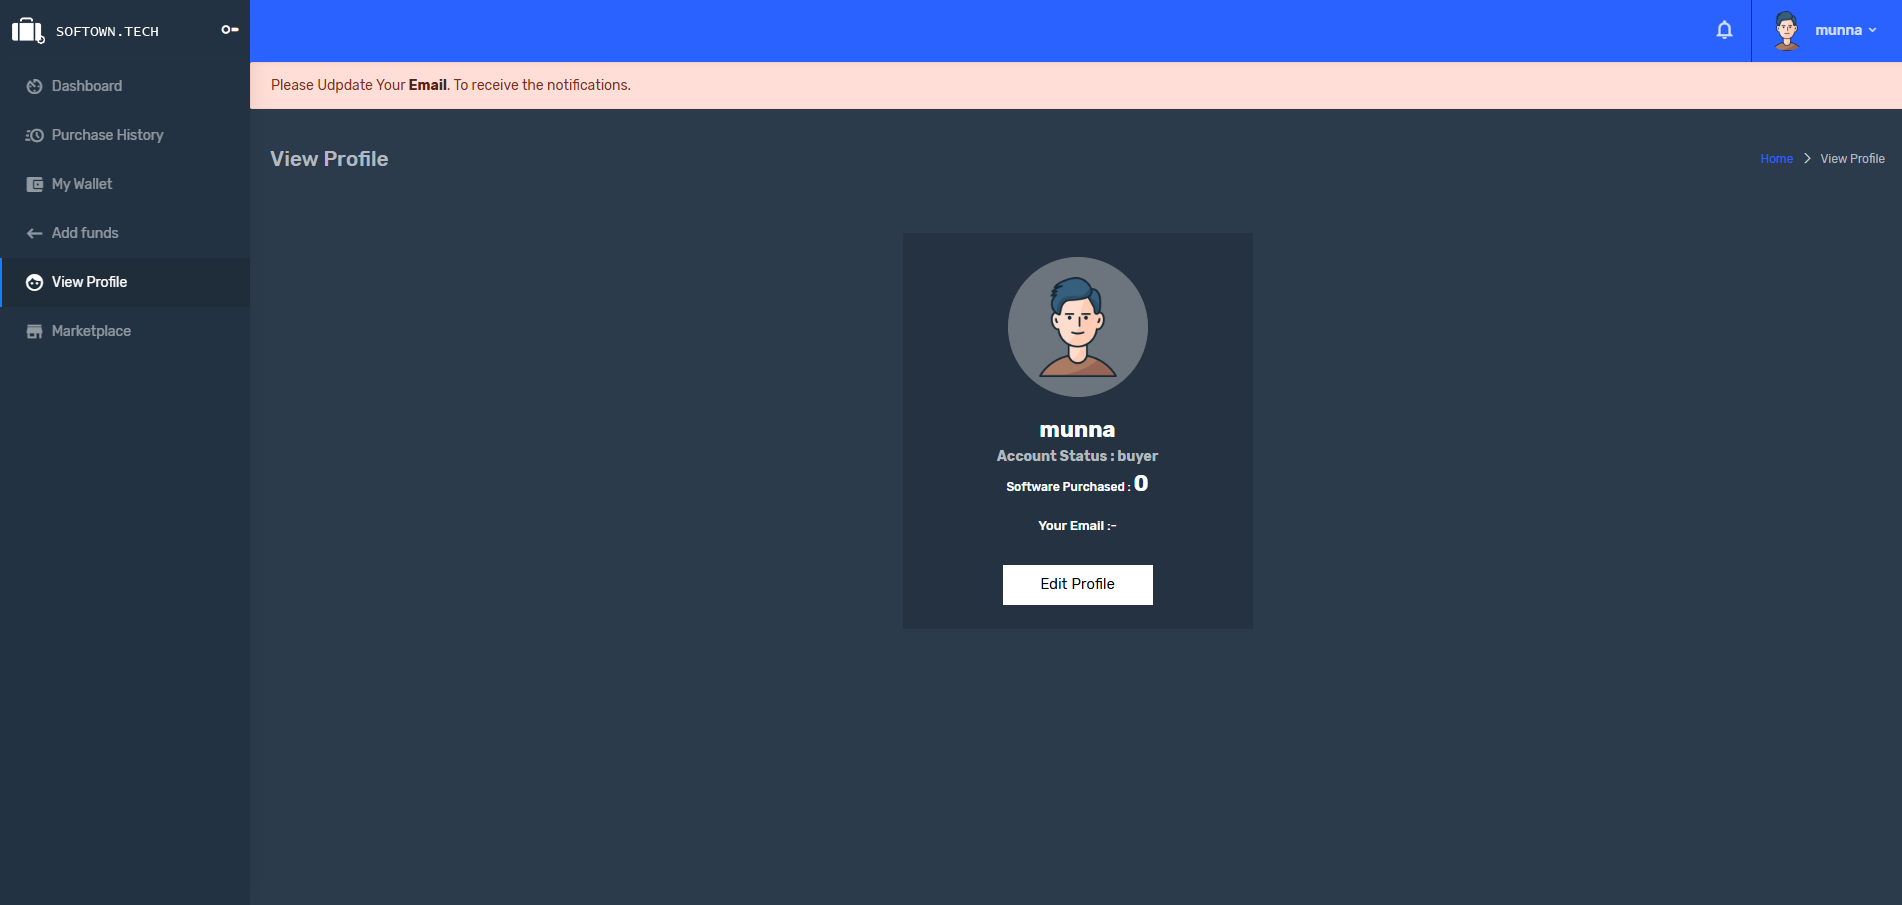 SOFTOWN.TECH
munna
Please Udpdate Your Email. To receive the notifications.
Dashboard
Purchase History
My Wallet
Add funds
View Profile
Marketplace
View Profile
Home
View Profile
munna
Account Status : buyer
Software Purchased : 0
Your Email :-
Edit Profile